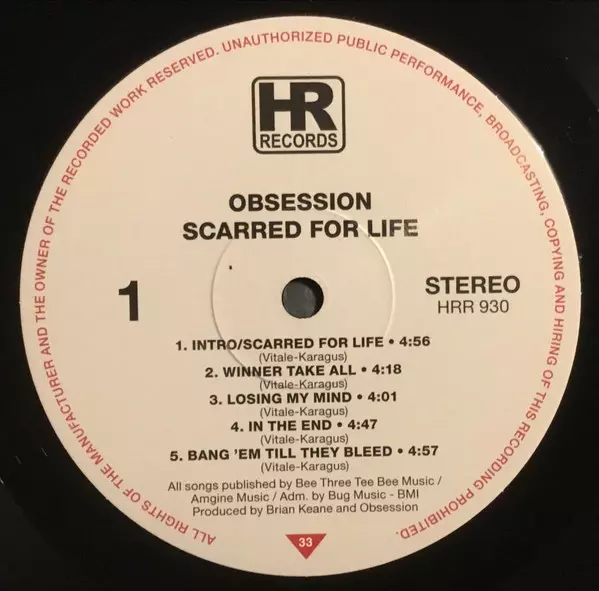 ALL RIGHTS OF THE MANUFACTURER AND THE OWNER OF THE RECORDED WORK RESERVED. UNAUTHORIZED PUBLIC PERFORMANCE, BROADCASTING, COPYING AND HIRING OF THIS RECORDING PROHIBITED.
HR
RECORDS
OBSESSION
SCARRED FOR LIFE
1
STEREO
HRR 930
1. INTRO/SCARRED FOR LIFE • 4:56
(Vitale-Karagus)
2. WINNER TAKE ALL • 4:18
(Vitale-Karagus)
3. LOSING MY MIND • 4:01
(Vitale-Karagus)
4. IN THE END • 4:47
(Vitale-Karagus)
5. BANG 'EM TILL THEY BLEED • 4:57
(Vitale-Karagus)
All songs published by Bee Three Tee Bee Music /
Amgine Music / Adm. by Bug Music - BMI
Produced by Brian Keane and Obsession
33